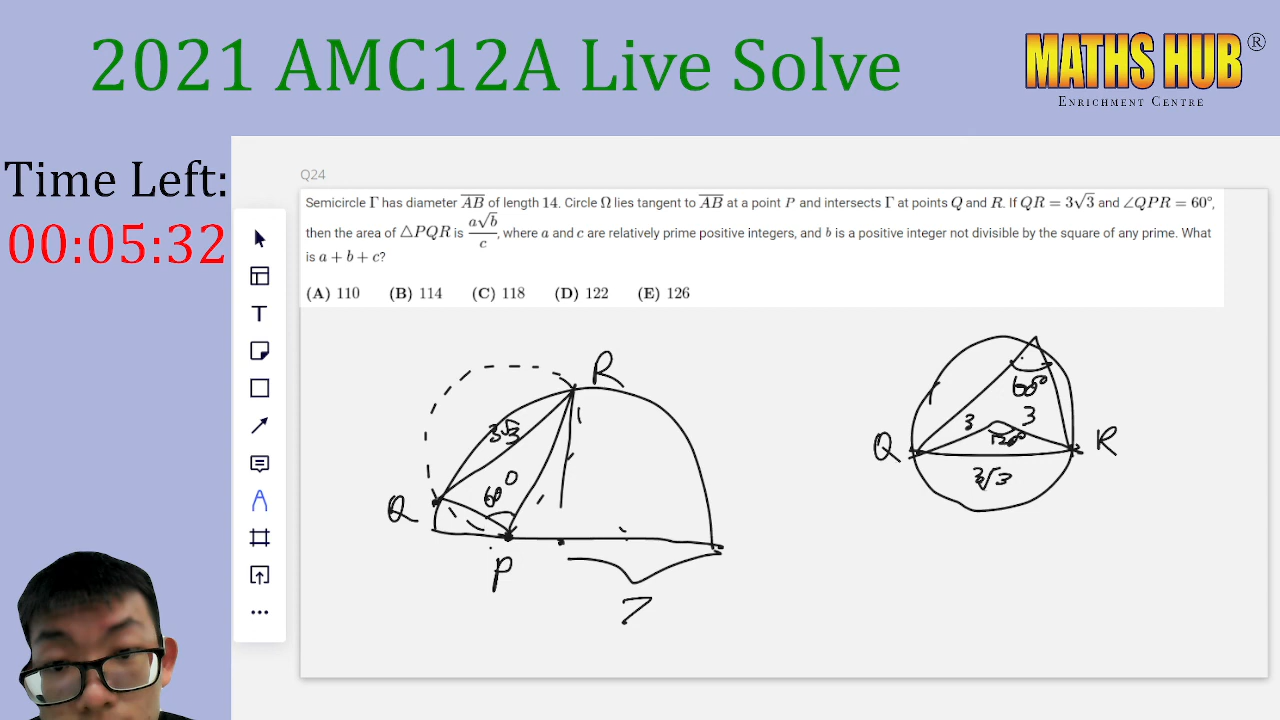 2021 AMC12A Live Solve
MATHS HUB®
ENRICHMENT CENTRE
Time Left:
00:05:32
Q24
Semicircle Γ has diameter \overline{AB} of length 14. Circle Ω lies tangent to \overline{AB} at a point P and intersects Γ at points Q and R. If QR = 3√3 and ∠QPR = 60°,
then the area of △PQR is a√b/c, where a and c are relatively prime positive integers, and b is a positive integer not divisible by the square of any prime. What
is a + b + c?
(A) 110 (B) 114 (C) 118 (D) 122 (E) 126
T
R
3√3
60°
Q
P
7
60°
3 3
120°
Q R
3√3